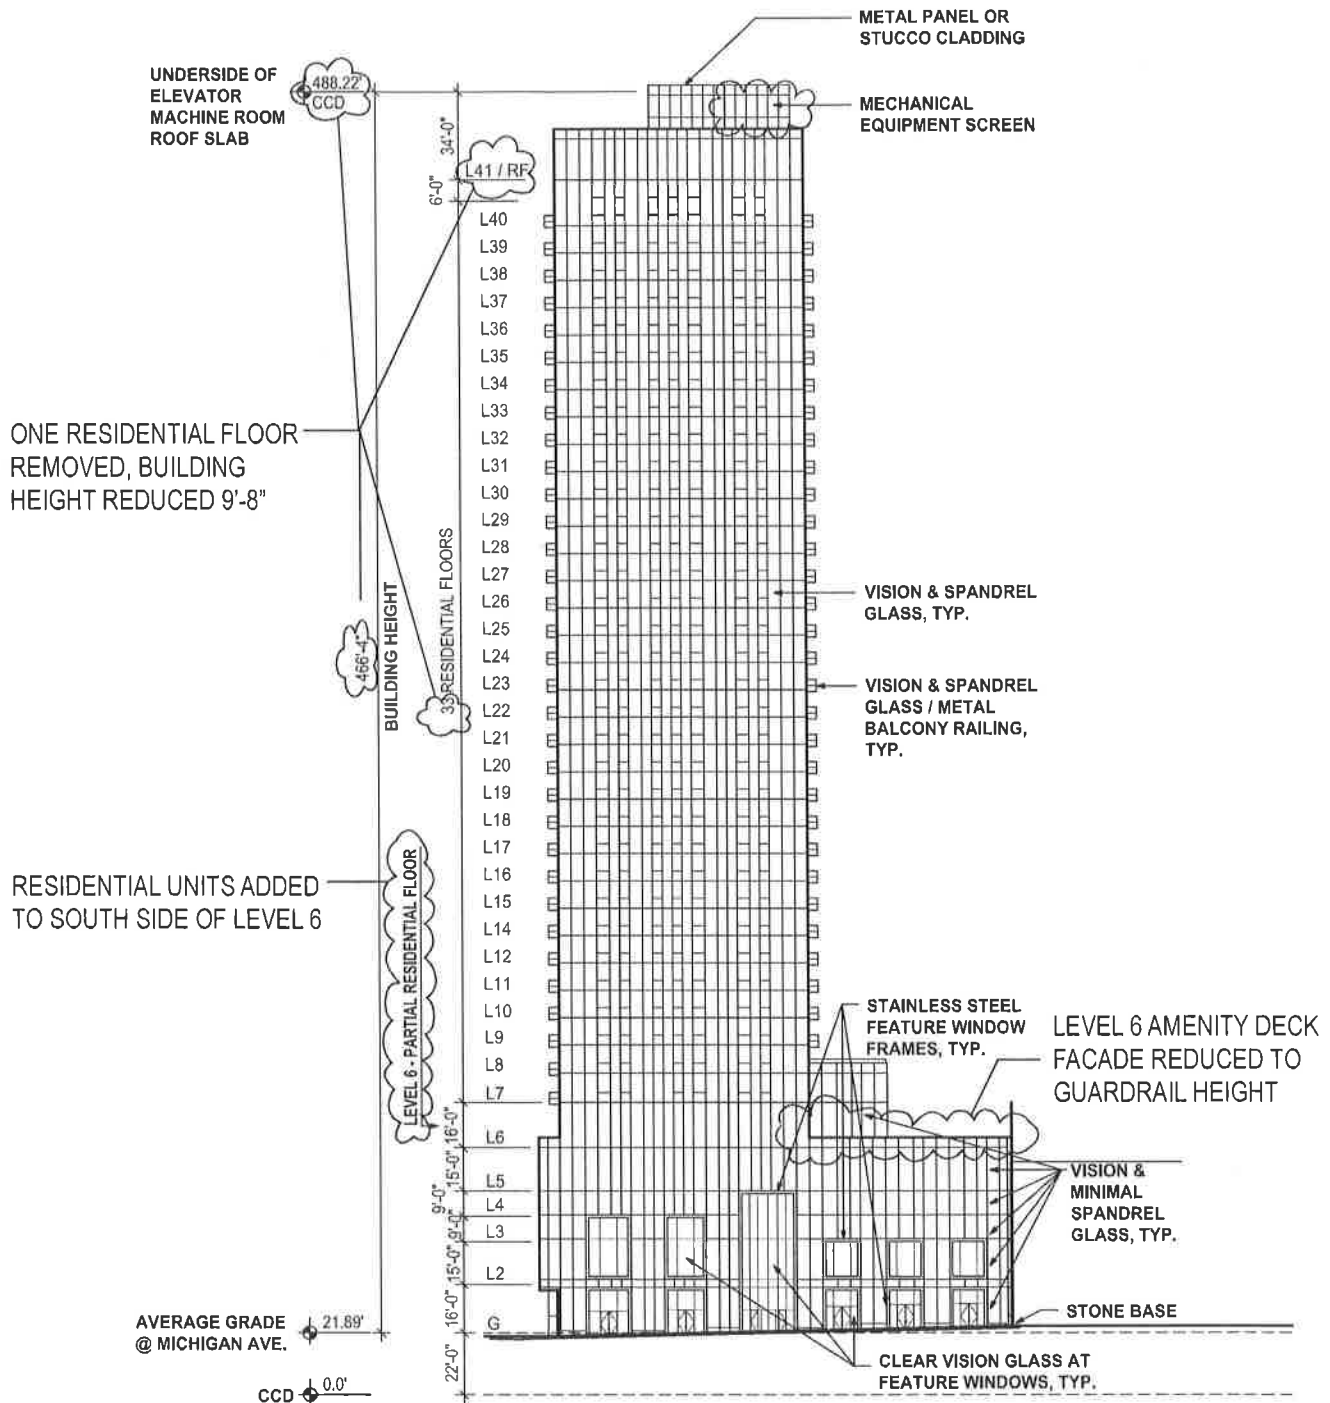 METAL PANEL OR
STUCCO CLADDING
UNDERSIDE OF
ELEVATOR
MACHINE ROOM
ROOF SLAB
488.22'
CCD
MECHANICAL
EQUIPMENT SCREEN
34'-0"
L41 / RF
6'-0"
L40
L39
L38
L37
L36
L35
L34
L33
L32
L31
L30
L29
L28
L27
L26
L25
L24
L23
L22
L21
L20
L19
L18
L17
L16
L15
L14
L12
L11
L10
L9
L8
L7
L6
L5
L4
L3
L2
G
ONE RESIDENTIAL FLOOR
REMOVED, BUILDING
HEIGHT REDUCED 9'-8"
466'-4"
BUILDING HEIGHT
33 RESIDENTIAL FLOORS
VISION & SPANDREL
GLASS, TYP.
VISION & SPANDREL
GLASS / METAL
BALCONY RAILING,
TYP.
RESIDENTIAL UNITS ADDED
TO SOUTH SIDE OF LEVEL 6
LEVEL 6 - PARTIAL RESIDENTIAL FLOOR
STAINLESS STEEL
FEATURE WINDOW
FRAMES, TYP.
LEVEL 6 AMENITY DECK
FACADE REDUCED TO
GUARDRAIL HEIGHT
16'-0"
15'-0"
9'-0"
9'-0"
15'-0"
16'-0"
22'-0"
VISION &
MINIMAL
SPANDREL
GLASS, TYP.
STONE BASE
AVERAGE GRADE
@ MICHIGAN AVE.
21.89'
CLEAR VISION GLASS AT
FEATURE WINDOWS, TYP.
CCD
0.0'